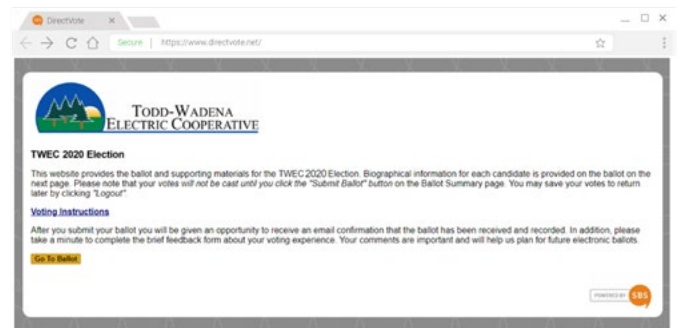 DirectVote
Secure | https://www.directvote.net/
TODD-WADENA
ELECTRIC COOPERATIVE
TWEC 2020 Election
This website provides the ballot and supporting materials for the TWEC 2020 Election. Biographical information for each candidate is provided on the ballot on the
next page. Please note that your votes will not be cast until you click the "Submit Ballot" button on the Ballot Summary page. You may save your votes to return
later by clicking "Logout".
Voting Instructions
After you submit your ballot you will be given an opportunity to receive an email confirmation that the ballot has been received and recorded. In addition, please
take a minute to complete the brief feedback form about your voting experience. Your comments are important and will help us plan for future electronic ballots.
Go To Ballot
POWERED BY SBS